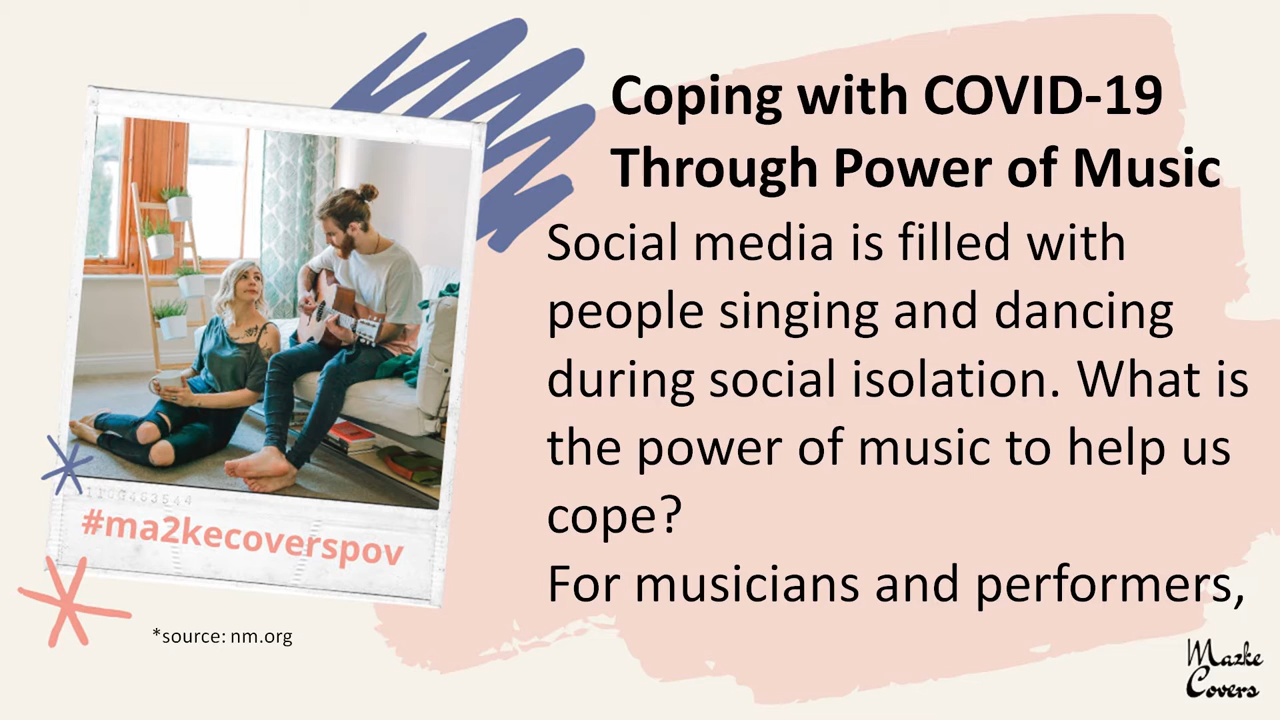 Coping with COVID-19
Through Power of Music
Social media is filled with
people singing and dancing
during social isolation. What is
the power of music to help us
cope?
For musicians and performers,
1100463544
#ma2kecoverspov
*source: nm.org
Mazke
Covers